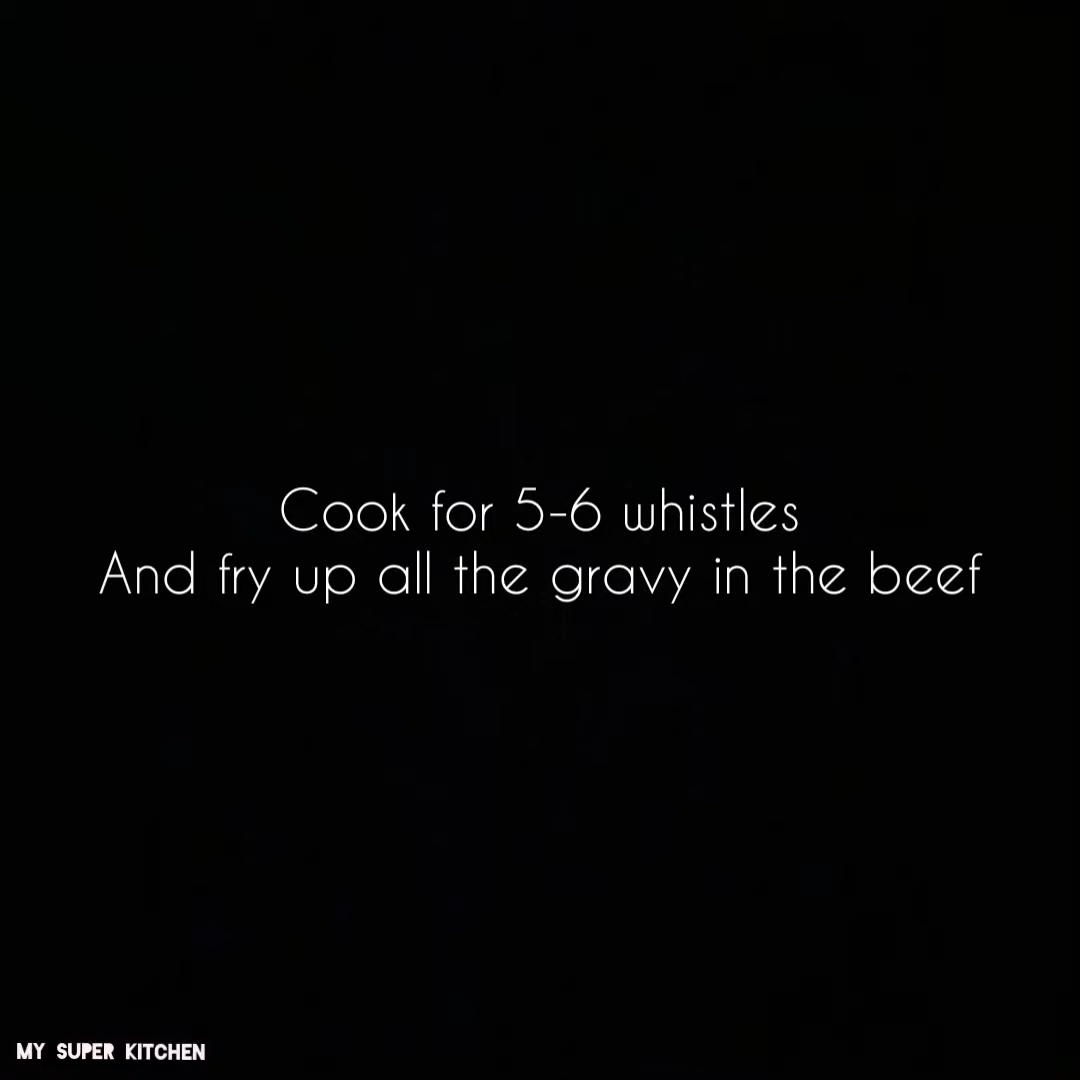 Cook for 5-6 whistles
And fry up all the gravy in the beef
MY SUPER KITCHEN